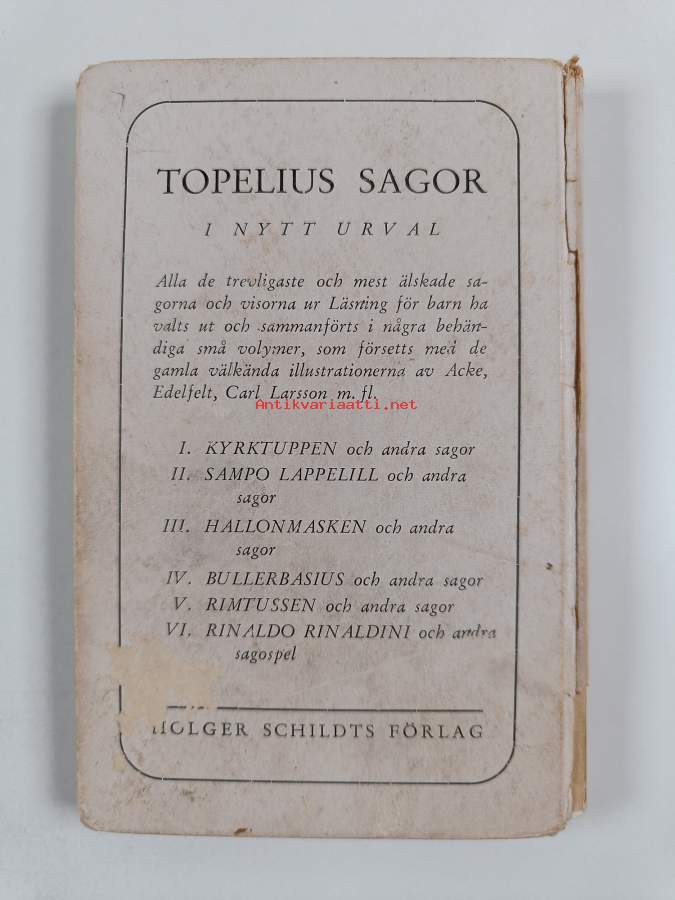 TOPELIUS SAGOR
I NYTT URVAL
Alla de trevligaste och mest älskade sa-
gorna och visorna ur Läsning för barn ha
valts ut och sammanförts i några behän-
diga små volymer, som försetts med de
gamla välkända illustrationerna av Acke,
Edelfelt, Carl Larsson m. fl.
Antikvariaatti.net
I. KYRKTUPPEN och andra sagor
II. SAMPO LAPPELILL och andra
sagor
III. HALLONMASKEN och andra
sagor
IV. BULLERBASIUS och andra sagor
V. RIMTUSSEN och andra sagor
VI. RINALDO RINALDINI och andra
sagospel
HOLGER SCHILDTS FÖRLAG